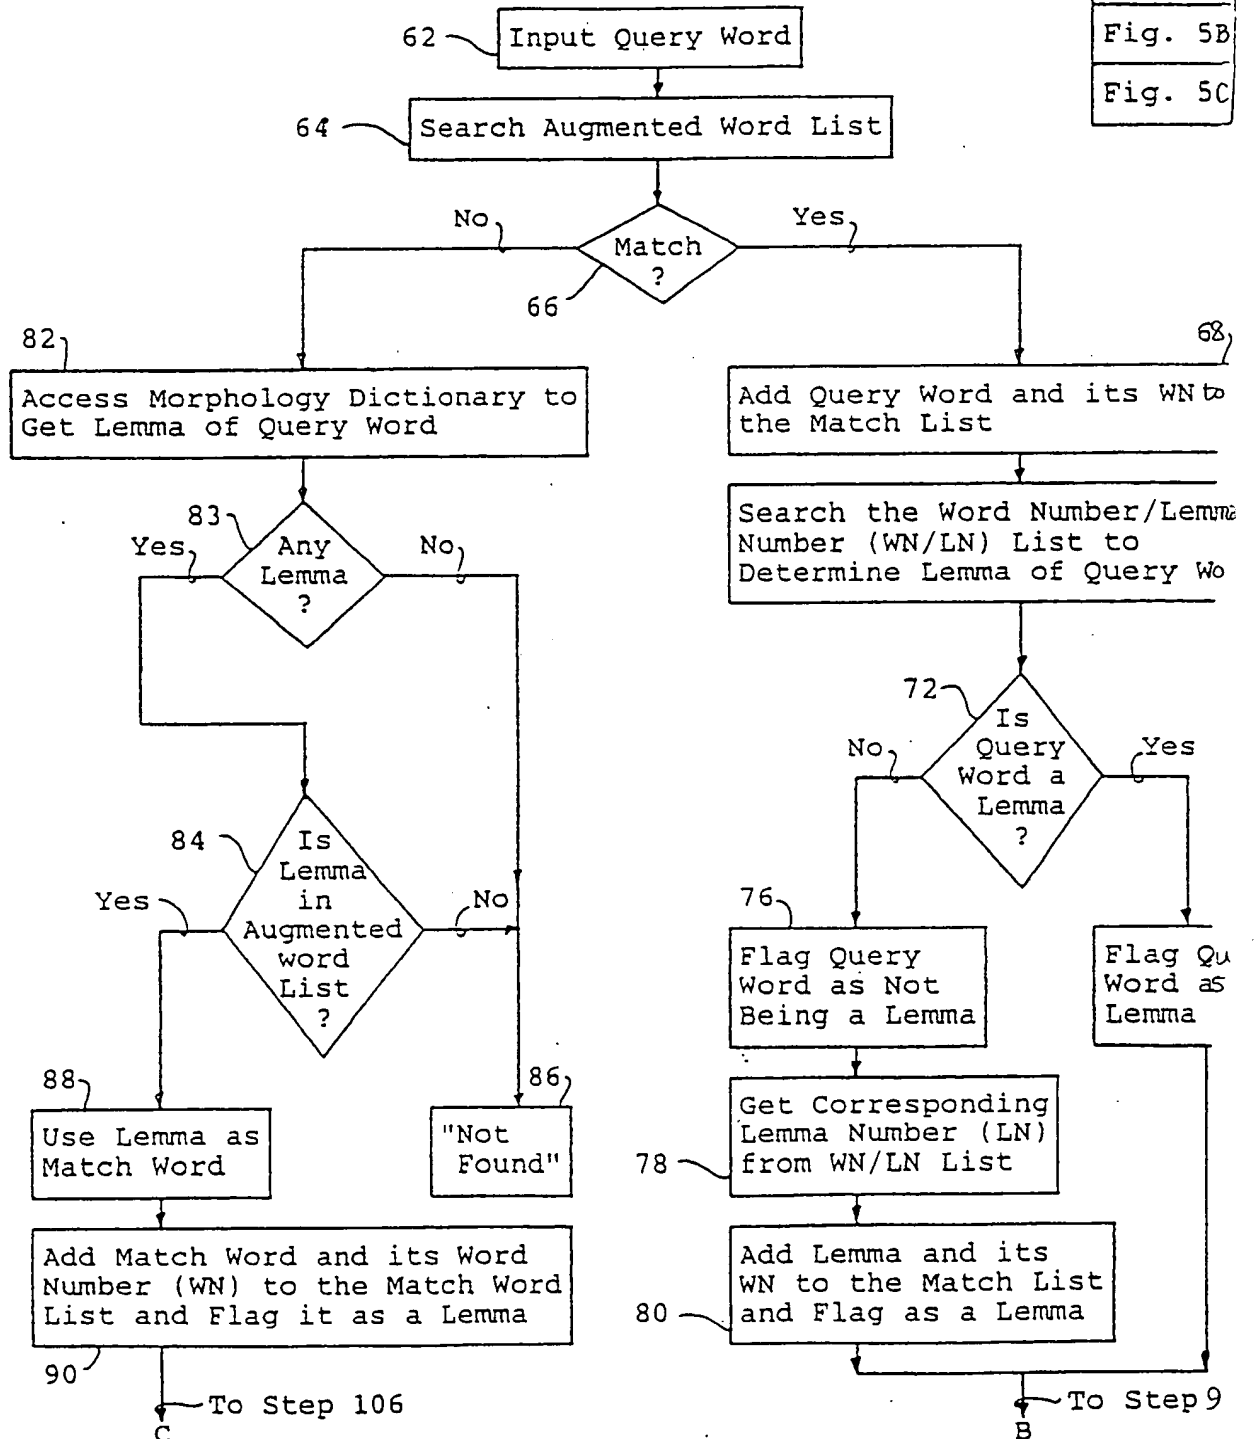 Fig. 5B
Fig. 5C
62
Input Query Word
64
Search Augmented Word List
No
Yes
Match
?
66
82
Access Morphology Dictionary to
Get Lemma of Query Word
68
Add Query Word and its WN to
the Match List
83
Any
Lemma
?
Yes
No
Search the Word Number/Lemma
Number (WN/LN) List to
Determine Lemma of Query Wo
72
Is
Query
Word a
Lemma
?
No
Yes
84
Is
Lemma
in
Augmented
word
List
?
Yes
No
76
Flag Query
Word as Not
Being a Lemma
Flag Qu
Word as
Lemma
88
Use Lemma as
Match Word
86
"Not
Found"
78
Get Corresponding
Lemma Number (LN)
from WN/LN List
90
Add Match Word and its Word
Number (WN) to the Match Word
List and Flag it as a Lemma
80
Add Lemma and its
WN to the Match List
and Flag as a Lemma
To Step 106
C
To Step 9
B